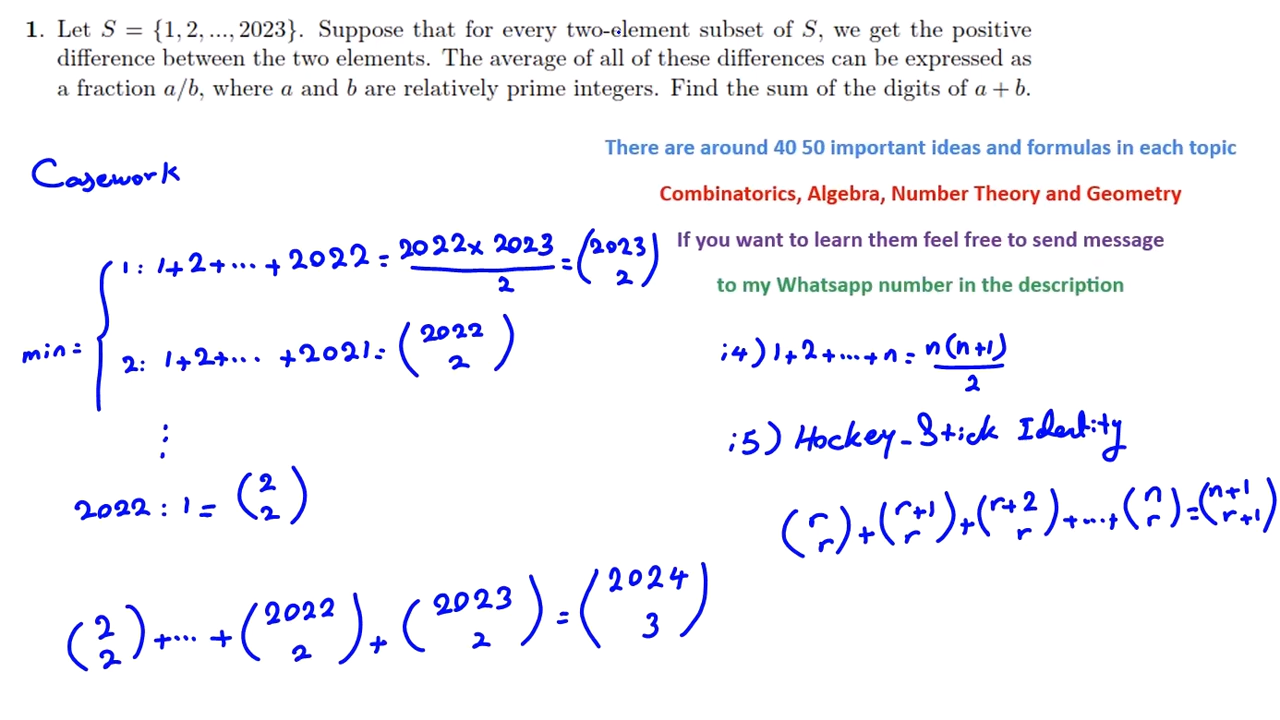 1. Let S = {1, 2, ..., 2023}. Suppose that for every two-element subset of S, we get the positive
difference between the two elements. The average of all of these differences can be expressed as
a fraction a/b, where a and b are relatively prime integers. Find the sum of the digits of a + b.
There are around 40 50 important ideas and formulas in each topic
Casework
Combinatorics, Algebra, Number Theory and Geometry
If you want to learn them feel free to send message
to my Whatsapp number in the description
min = { 1: 1+2+...+2022 = 2022×2023/2 = (2023 2)
2: 1+2+... +2021 = (2022 2)
⋮
2022: 1 = (2 2)
(2 2)+...+(2022 2)+(2023 2) = (2024 3)
i4) 1+2+...+n = n(n+1)/2
i5) Hockey-Stick Identity
(r r)+(r+1 r)+(r+2 r)+...+(n r)=(n+1 r+1)